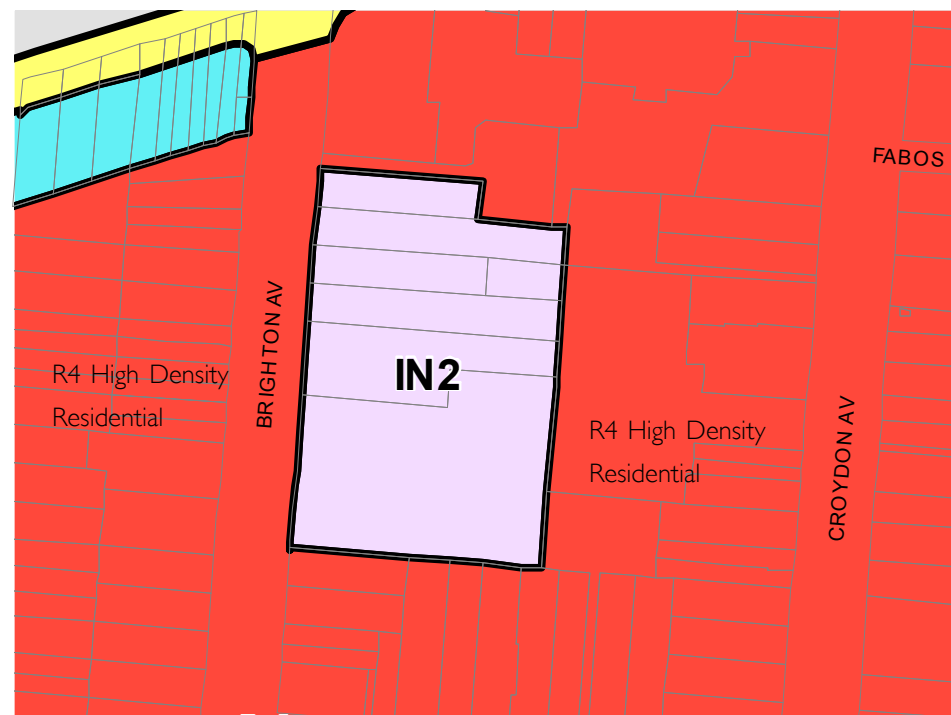 FABOS
BRIGHTON AV
IN2
R4 High Density
Residential
R4 High Density
Residential
CROYDON AV